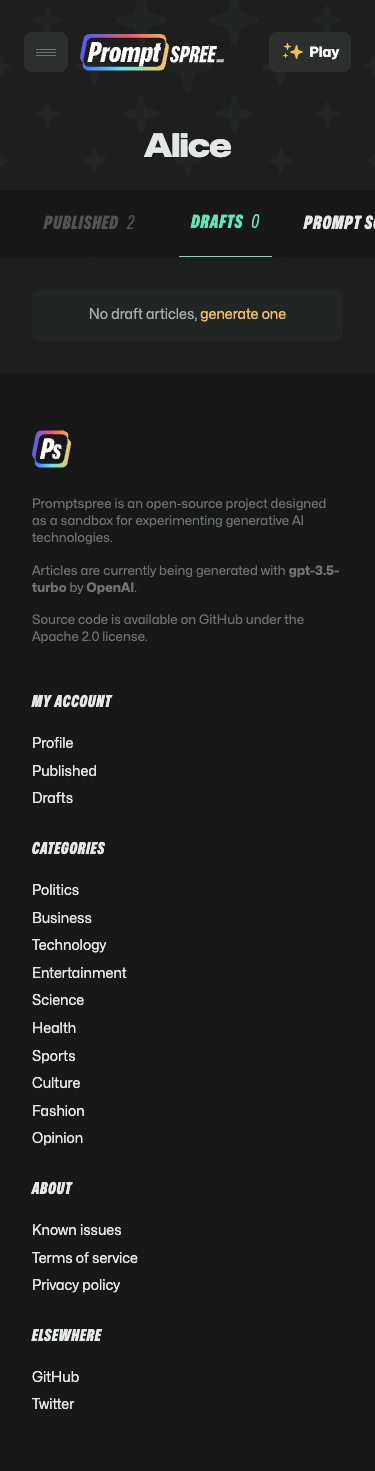 Prompt SPREE
Play
Alice
PUBLISHED 2
DRAFTS 0
PROMPT
No draft articles, generate one
Ps
Promptspree is an open-source project designed
as a sandbox for experimenting generative AI
technologies.
Articles are currently being generated with gpt-3.5-
turbo by OpenAI.
Source code is available on GitHub under the
Apache 2.0 license.
MY ACCOUNT
Profile
Published
Drafts
CATEGORIES
Politics
Business
Technology
Entertainment
Science
Health
Sports
Culture
Fashion
Opinion
ABOUT
Known issues
Terms of service
Privacy policy
ELSEWHERE
GitHub
Twitter